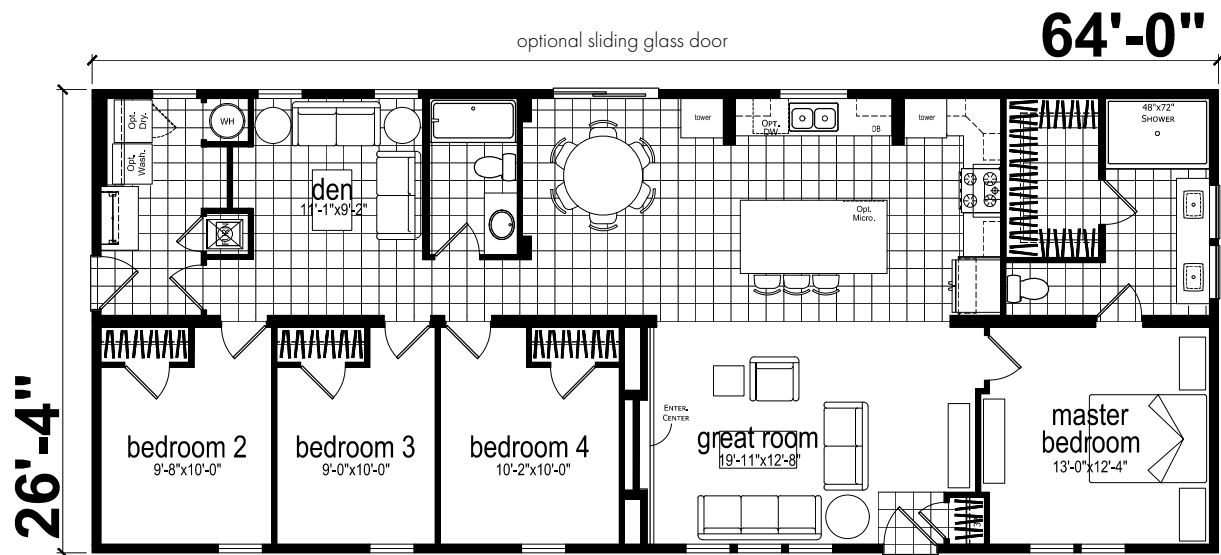 64'-0"
optional sliding glass door
26'-4"
Opt.
Dry.
Opt.
Wash.
WH
den
11'-1"x9'-2"
tower
OPT.
DW
DB
tower
48"x72"
SHOWER
Opt.
Micro.
bedroom 2
9'-8"x10'-0"
bedroom 3
9'-0"x10'-0"
bedroom 4
10'-2"x10'-0"
ENTER.
CENTER
great room
19'-11"x12'-8"
master
bedroom
13'-0"x12'-4"